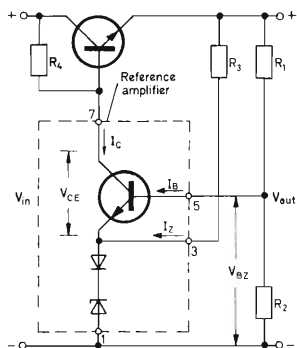 + +
R4 R3 R1
Reference
amplifier
7
IC
Vin VCE IB 5 Vout
IZ 3
VBZ
R2
1
− −